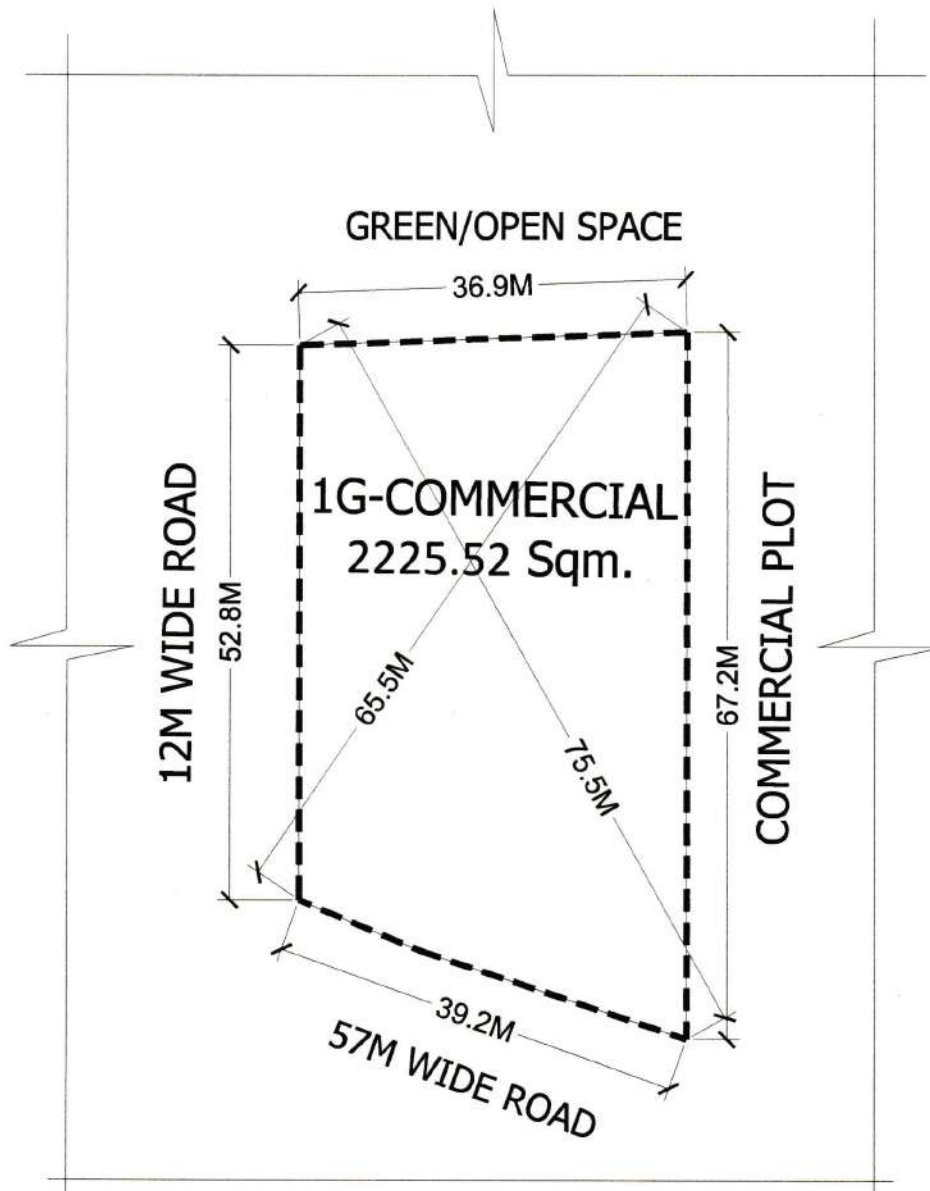 GREEN/OPEN SPACE
36.9M
1G-COMMERCIAL
2225.52 Sqm.
12M WIDE ROAD
52.8M
65.5M
75.5M
67.2M
COMMERCIAL PLOT
39.2M
57M WIDE ROAD